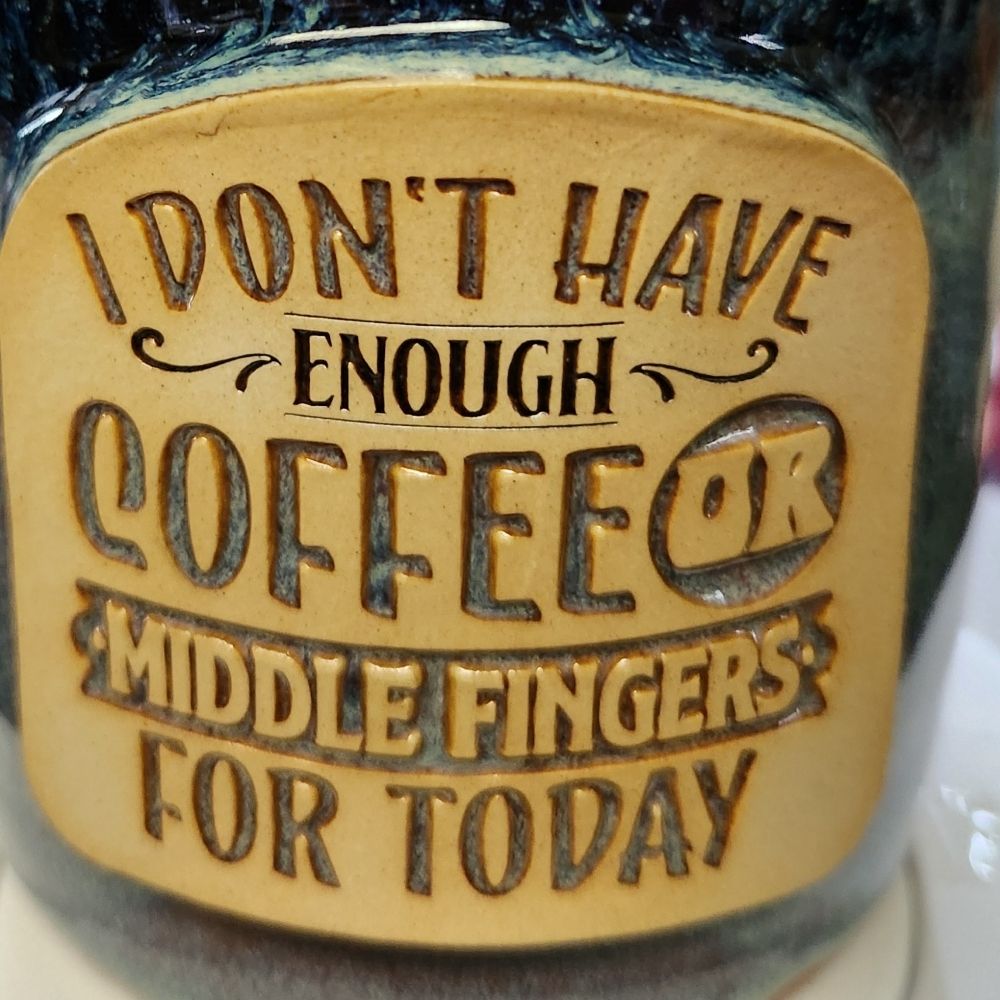 I DON'T HAVE
ENOUGH
COFFEE OR
MIDDLE FINGERS
FOR TODAY